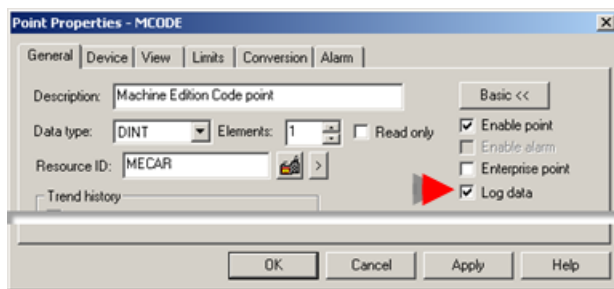 Point Properties - MCODE
General Device View Limits Conversion Alarm
Description: Machine Edition Code point
Basic <<
Data type: DINT Elements: 1 Read only
Enable point
Enable alarm
Resource ID: MECAR >
Enterprise point
Trend history
Log data
OK Cancel Apply Help